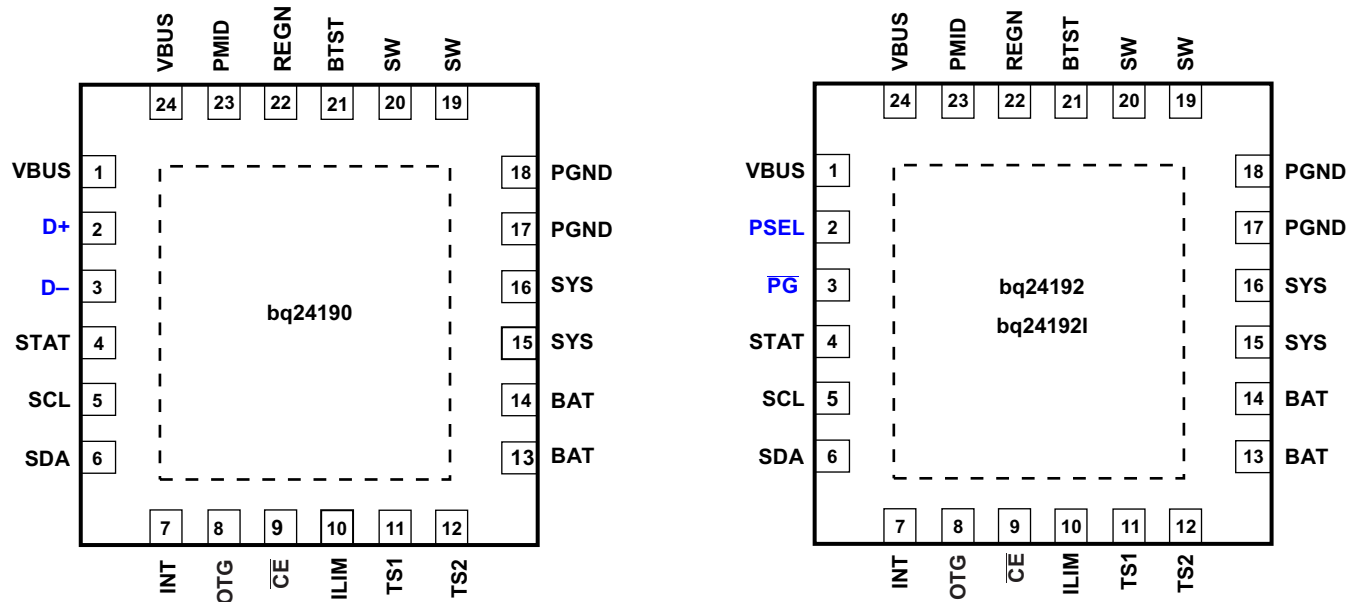 VBUS PMID REGN BTST SW SW
24 23 22 21 20 19
VBUS 1 18 PGND
D+ 2 17 PGND
D– 3 16 SYS
bq24190
STAT 4 15 SYS
SCL 5 14 BAT
SDA 6 13 BAT
7 8 9 10 11 12
INT OTG C̅E̅ ILIM TS1 TS2
VBUS PMID REGN BTST SW SW
24 23 22 21 20 19
VBUS 1 18 PGND
PSEL 2 17 PGND
P̅G̅ 3 16 SYS
bq24192
bq24192I
STAT 4 15 SYS
SCL 5 14 BAT
SDA 6 13 BAT
7 8 9 10 11 12
INT OTG C̅E̅ ILIM TS1 TS2